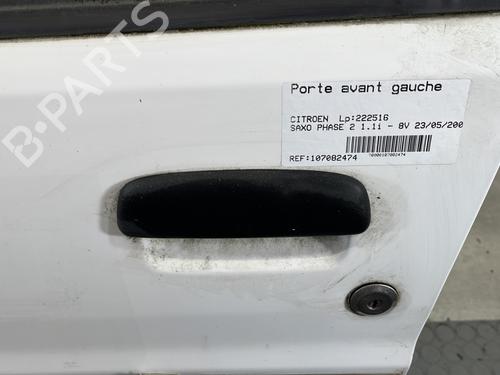 B-PARTS
Porte avant gauche
CITROEN Lp:222516
SAXO PHASE 2 1.1i - 8V 23/05/200
REF:107082474